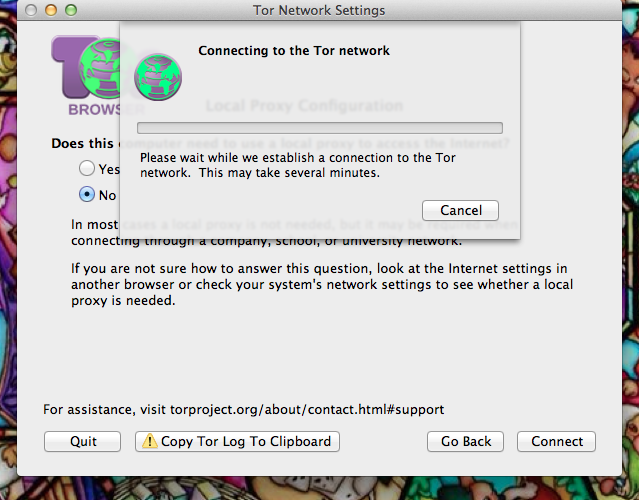 Tor Network Settings
Connecting to the Tor network
BROWSER
Local Proxy Configuration
Does this computer need to use a local proxy to access the Internet?
Please wait while we establish a connection to the Tor
network. This may take several minutes.
Yes
No
Cancel
In most cases a local proxy is not needed, but it may be required when
connecting through a company, school, or university network.
If you are not sure how to answer this question, look at the Internet settings in
another browser or check your system's network settings to see whether a local
proxy is needed.
For assistance, visit torproject.org/about/contact.html#support
Quit
Copy Tor Log To Clipboard
Go Back
Connect